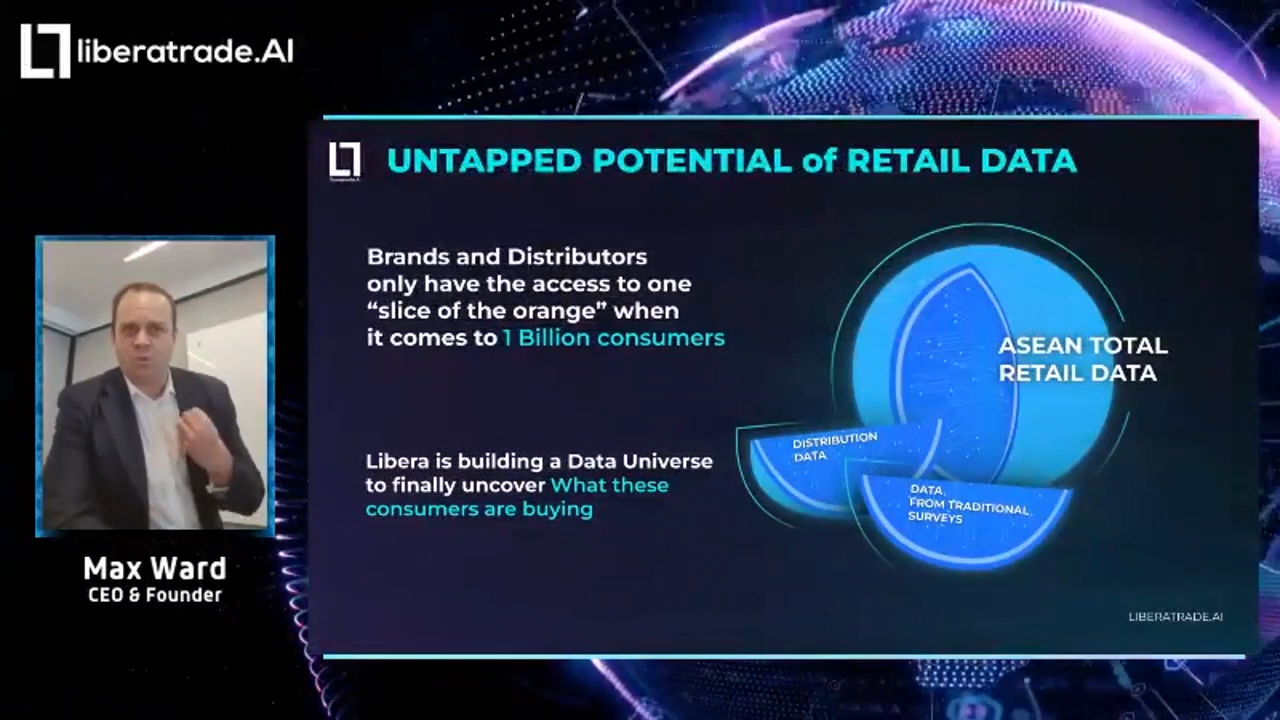 liberatrade.AI
UNTAPPED POTENTIAL of RETAIL DATA
Brands and Distributors
only have the access to one
“slice of the orange” when
it comes to 1 Billion consumers
ASEAN TOTAL
RETAIL DATA
DISTRIBUTION
DATA
Libera is building a Data Universe
to finally uncover What these
consumers are buying
DATA
FROM TRADITIONAL
SURVEYS
Max Ward
CEO & Founder
LIBERATRADE.AI